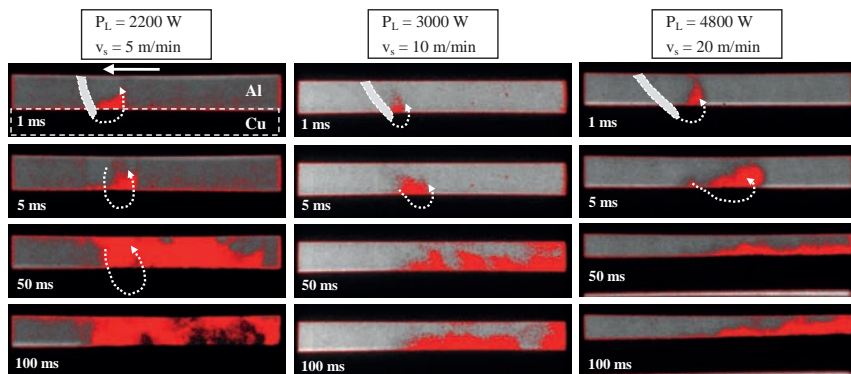 P_L = 2200 W
v_s = 5 m/min
P_L = 3000 W
v_s = 10 m/min
P_L = 4800 W
v_s = 20 m/min
Al
Cu
1 ms
1 ms
1 ms
5 ms
5 ms
5 ms
50 ms
50 ms
50 ms
100 ms
100 ms
100 ms